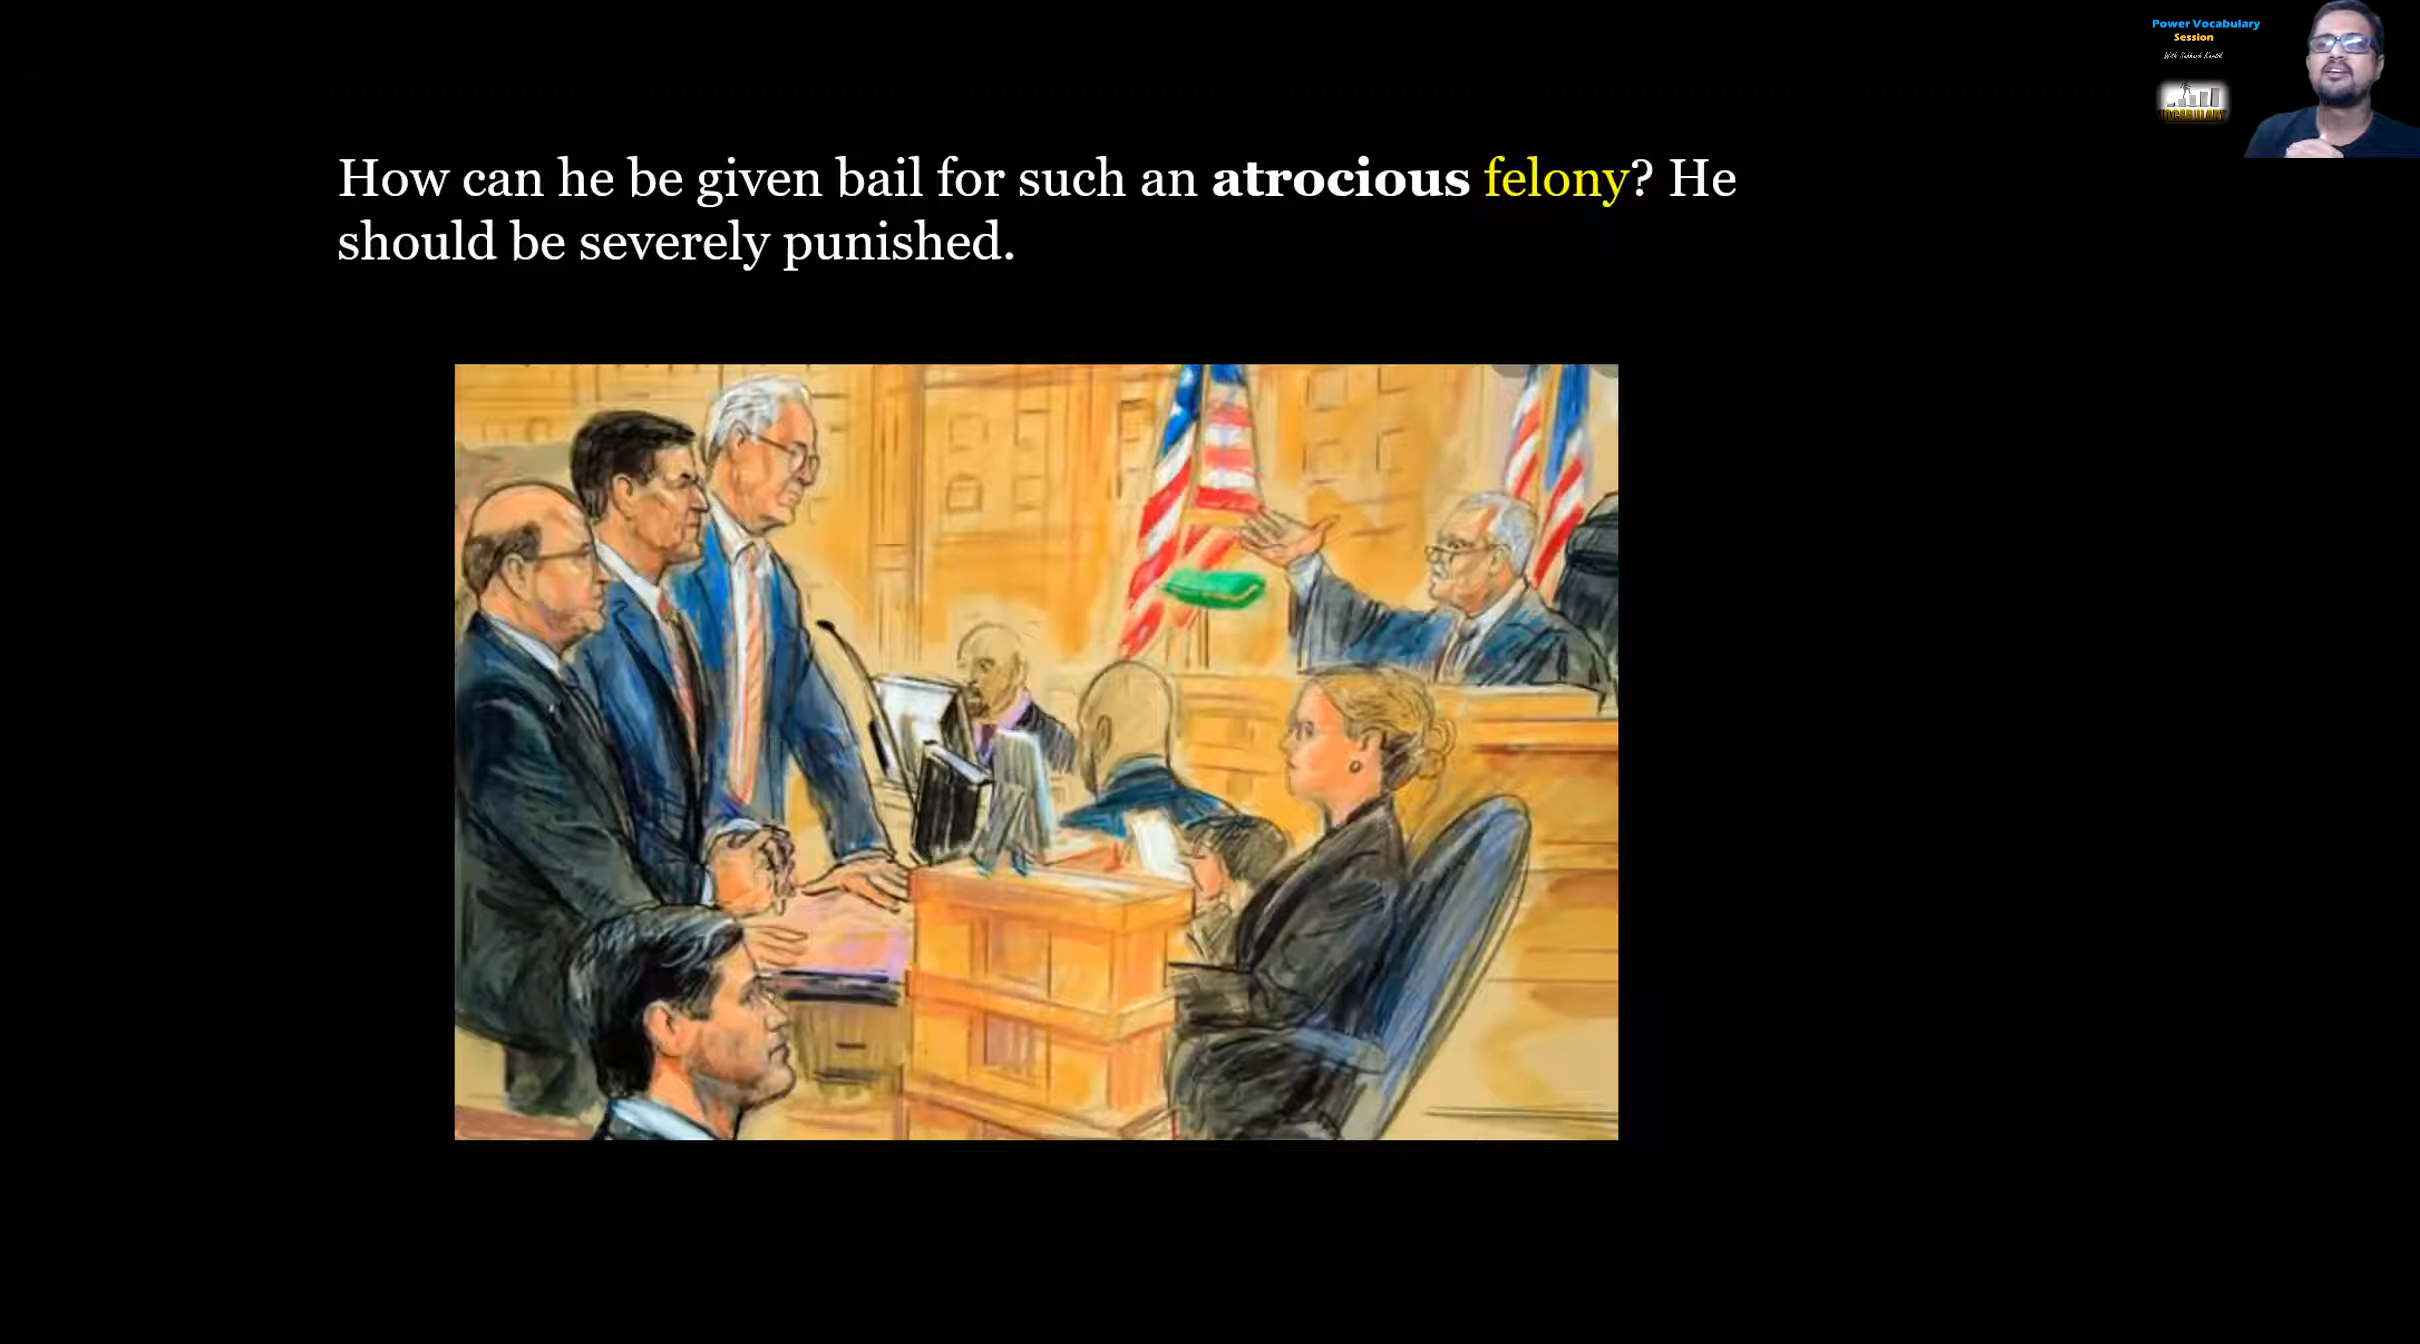 Power Vocabulary
Session
How can he be given bail for such an atrocious felony? He
should be severely punished.